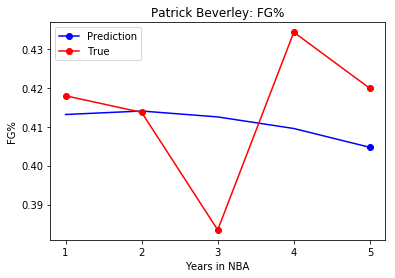 Patrick Beverley: FG%
Prediction
True
FG%
0.43
0.42
0.41
0.40
0.39
1 2 3 4 5
Years in NBA